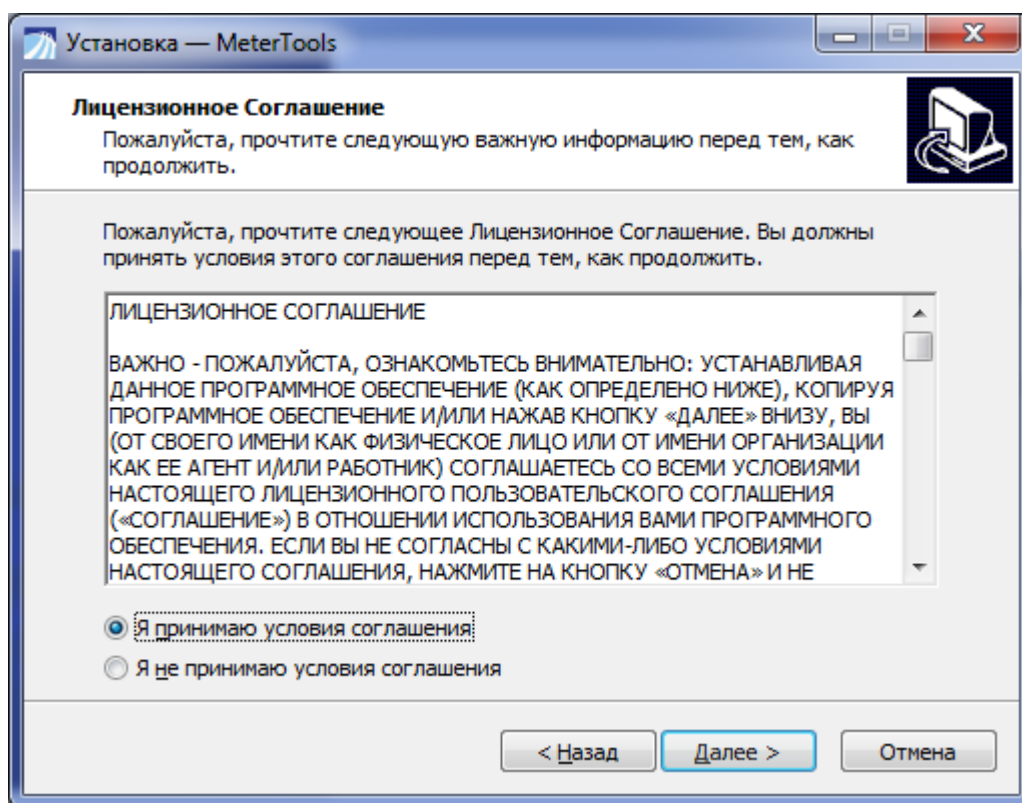 Установка — MeterTools
Лицензионное Соглашение
Пожалуйста, прочтите следующую важную информацию перед тем, как
продолжить.
Пожалуйста, прочтите следующее Лицензионное Соглашение. Вы должны
принять условия этого соглашения перед тем, как продолжить.
ЛИЦЕНЗИОННОЕ СОГЛАШЕНИЕ
ВАЖНО - ПОЖАЛУЙСТА, ОЗНАКОМЬТЕСЬ ВНИМАТЕЛЬНО: УСТАНАВЛИВАЯ
ДАННОЕ ПРОГРАММНОЕ ОБЕСПЕЧЕНИЕ (КАК ОПРЕДЕЛЕНО НИЖЕ), КОПИРУЯ
ПРОГРАММНОЕ ОБЕСПЕЧЕНИЕ И/ИЛИ НАЖАВ КНОПКУ «ДАЛЕЕ» ВНИЗУ, ВЫ
(ОТ СВОЕГО ИМЕНИ КАК ФИЗИЧЕСКОЕ ЛИЦО ИЛИ ОТ ИМЕНИ ОРГАНИЗАЦИИ
КАК ЕЕ АГЕНТ И/ИЛИ РАБОТНИК) СОГЛАШАЕТЕСЬ СО ВСЕМИ УСЛОВИЯМИ
НАСТОЯЩЕГО ЛИЦЕНЗИОННОГО ПОЛЬЗОВАТЕЛЬСКОГО СОГЛАШЕНИЯ
(«СОГЛАШЕНИЕ») В ОТНОШЕНИИ ИСПОЛЬЗОВАНИЯ ВАМИ ПРОГРАММНОГО
ОБЕСПЕЧЕНИЯ. ЕСЛИ ВЫ НЕ СОГЛАСНЫ С КАКИМИ-ЛИБО УСЛОВИЯМИ
НАСТОЯЩЕГО СОГЛАШЕНИЯ, НАЖМИТЕ НА КНОПКУ «ОТМЕНА» И НЕ
Я принимаю условия соглашения
Я не принимаю условия соглашения
< Назад
Далее >
Отмена